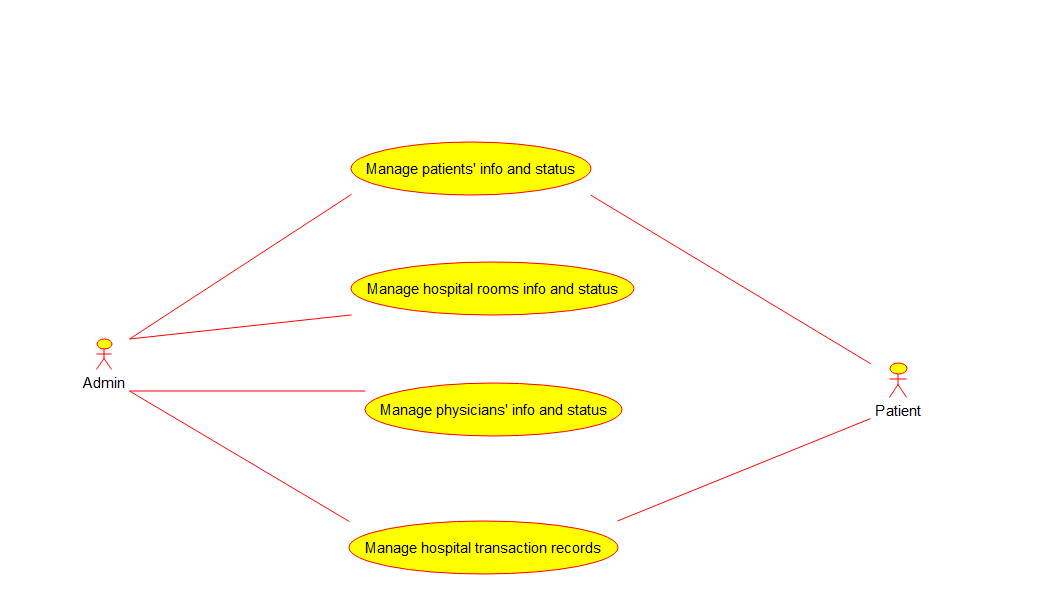 Manage patients' info and status
Manage hospital rooms info and status
Admin
Manage physicians' info and status
Patient
Manage hospital transaction records